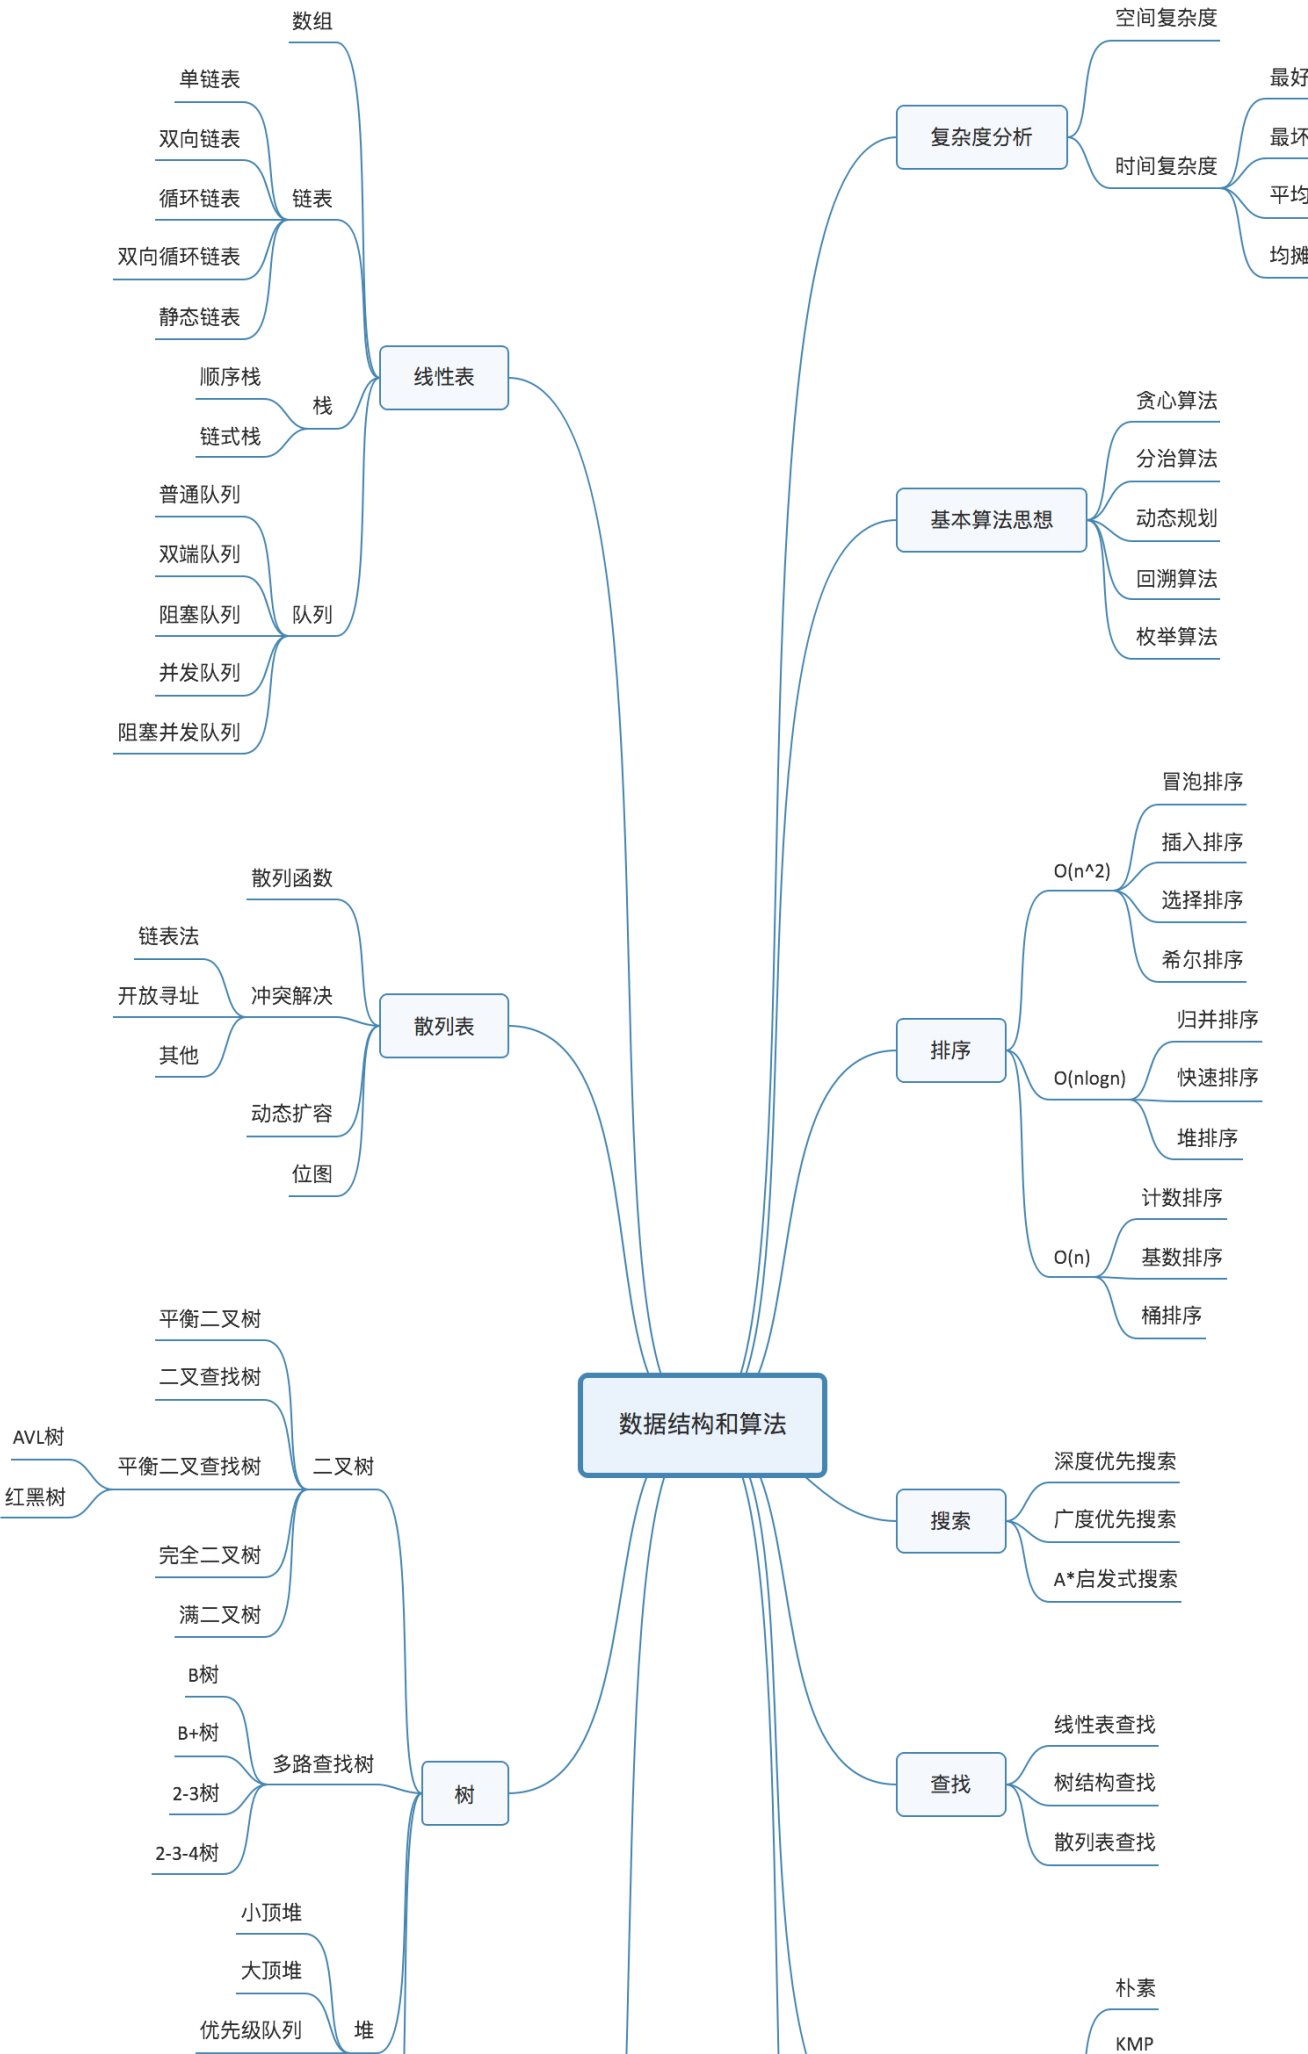 数据结构和算法
线性表
数组
链表
单链表
双向链表
循环链表
双向循环链表
静态链表
栈
顺序栈
链式栈
队列
普通队列
双端队列
阻塞队列
并发队列
阻塞并发队列
散列表
散列函数
冲突解决
链表法
开放寻址
其他
动态扩容
位图
树
二叉树
平衡二叉树
二叉查找树
平衡二叉查找树
AVL树
红黑树
完全二叉树
满二叉树
多路查找树
B树
B+树
2-3树
2-3-4树
堆
小顶堆
大顶堆
优先级队列
复杂度分析
空间复杂度
时间复杂度
最好
最坏
平均
均摊
基本算法思想
贪心算法
分治算法
动态规划
回溯算法
枚举算法
排序
O(n^2)
冒泡排序
插入排序
选择排序
希尔排序
O(nlogn)
归并排序
快速排序
堆排序
O(n)
计数排序
基数排序
桶排序
搜索
深度优先搜索
广度优先搜索
A*启发式搜索
查找
线性表查找
树结构查找
散列表查找
朴素
KMP